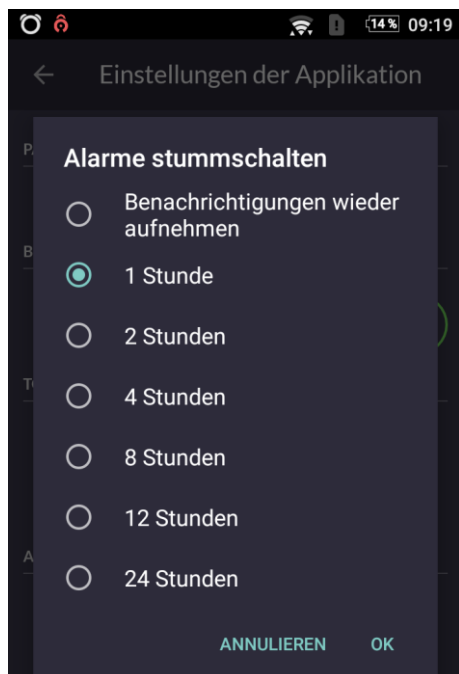 14 % 09:19
Einstellungen der Applikation
Alarme stummschalten
Benachrichtigungen wieder
aufnehmen
1 Stunde
2 Stunden
4 Stunden
8 Stunden
12 Stunden
24 Stunden
ANNULIEREN OK